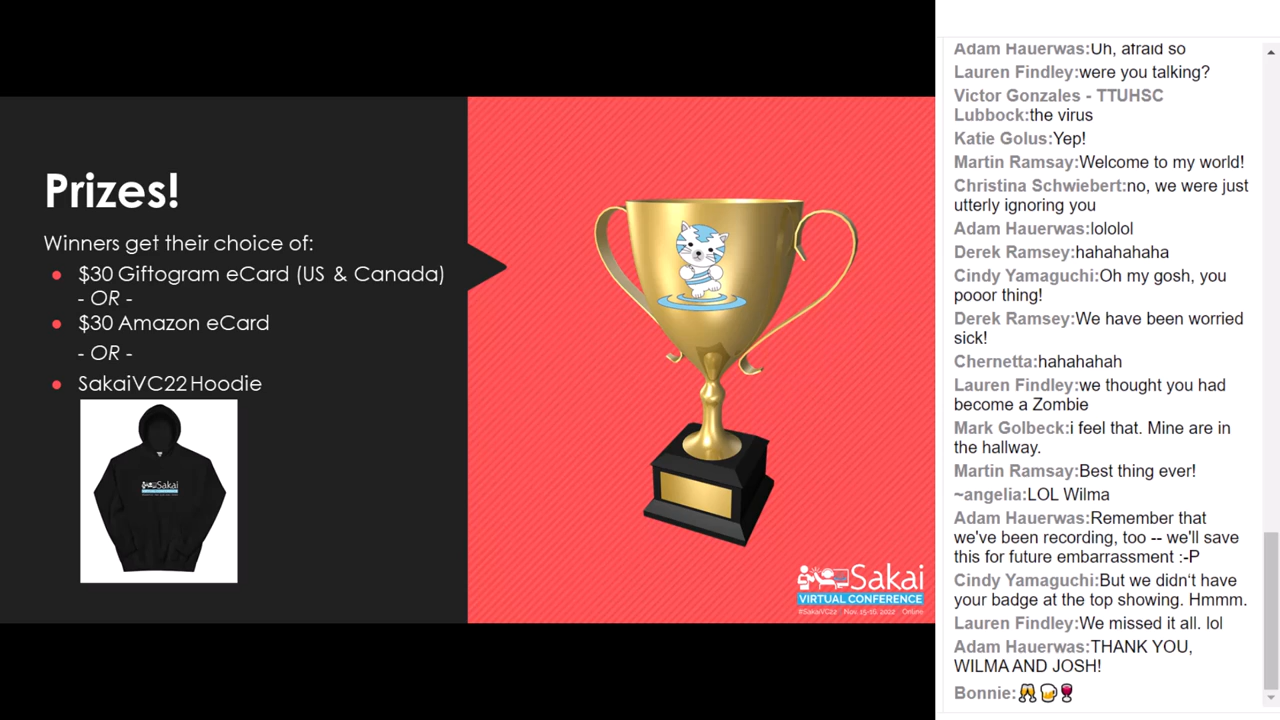 Prizes!
Winners get their choice of:
$30 Giftogram eCard (US & Canada)
- OR -
$30 Amazon eCard
- OR -
SakaiVC22 Hoodie
Sakai
Sakai
VIRTUAL CONFERENCE
#SakaiVC22 Nov. 15-16, 2022 Online
Adam Hauerwas:Uh, afraid so
Lauren Findley:were you talking?
Victor Gonzales - TTUHSC
Lubbock:the virus
Katie Golus:Yep!
Martin Ramsay:Welcome to my world!
Christina Schwiebert:no, we were just
utterly ignoring you
Adam Hauerwas:lololol
Derek Ramsey:hahahahaha
Cindy Yamaguchi:Oh my gosh, you
pooor thing!
Derek Ramsey:We have been worried
sick!
Chernetta:hahahahah
Lauren Findley:we thought you had
become a Zombie
Mark Golbeck:i feel that. Mine are in
the hallway.
Martin Ramsay:Best thing ever!
~angelia:LOL Wilma
Adam Hauerwas:Remember that
we've been recording, too -- we'll save
this for future embarrassment :-P
Cindy Yamaguchi:But we didn't have
your badge at the top showing. Hmmm.
Lauren Findley:We missed it all. lol
Adam Hauerwas:THANK YOU,
WILMA AND JOSH!
Bonnie:🥂🍺🍷